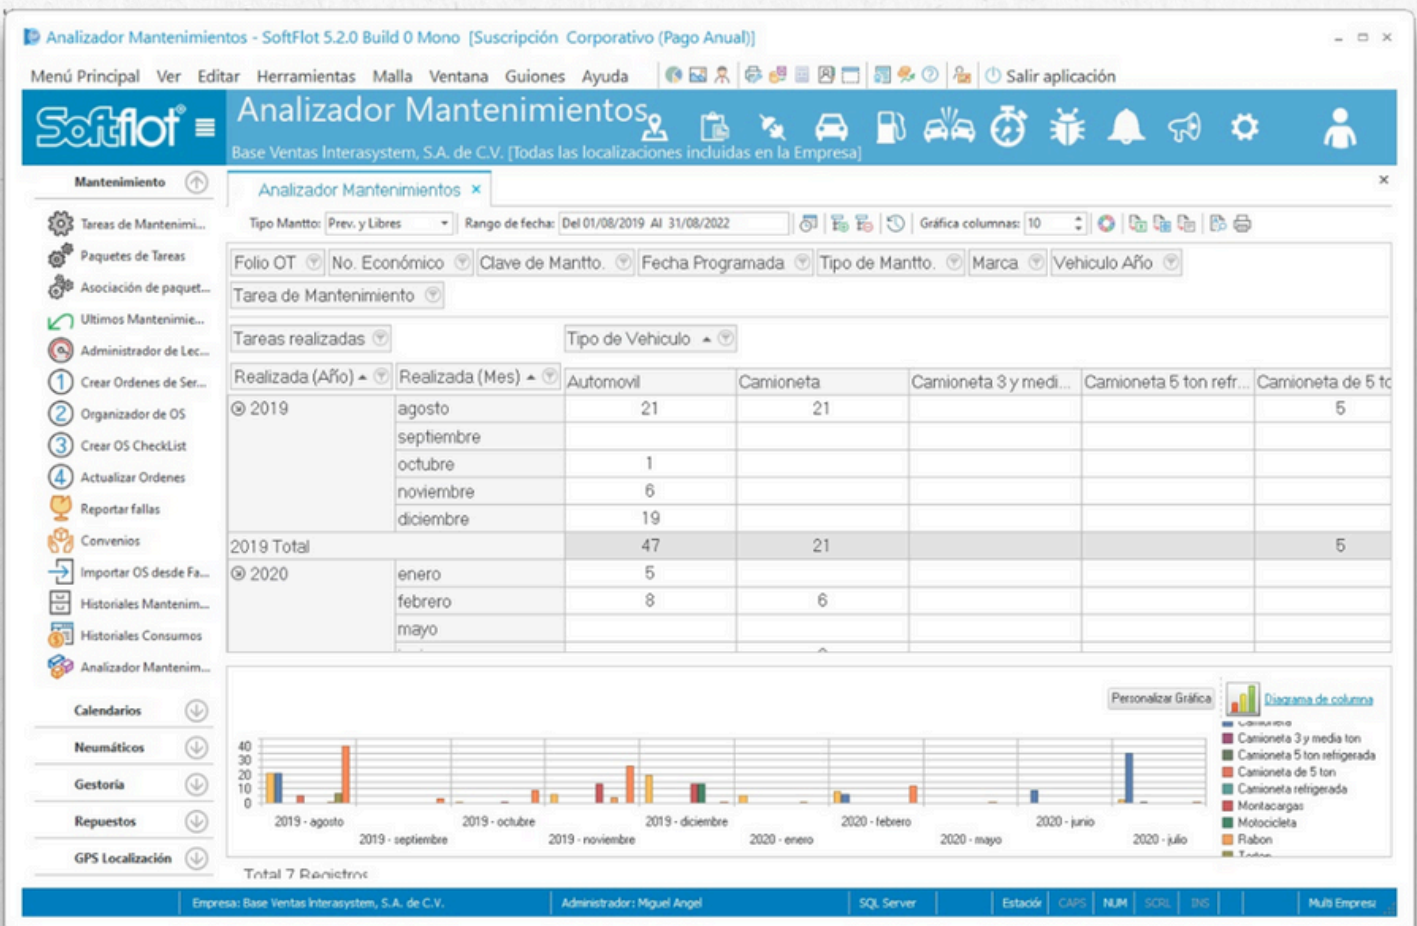 Analizador Mantenimientos - SoftFlot 5.2.0 Build 0 Mono [Suscripción Corporativo (Pago Anual)]
Menú Principal Ver Editar Herramientas Malla Ventana Guiones Ayuda Salir aplicación
Softflot®
Analizador Mantenimientos
Base Ventas Interasystem, S.A. de C.V. [Todas las localizaciones incluidas en la Empresa]
Mantenimiento
Tareas de Mantenimi...
Paquetes de Tareas
Asociación de paquet...
Ultimos Mantenimie...
Administrador de Lec...
1 Crear Ordenes de Ser...
2 Organizador de OS
3 Crear OS CheckList
4 Actualizar Ordenes
Reportar fallas
Convenios
Importar OS desde Fa...
Historiales Mantenim...
Historiales Consumos
Analizador Mantenim...
Calendarios
Neumáticos
Gestoría
Repuestos
GPS Localización
Analizador Mantenimientos
Tipo Mantto: Prev. y Libres Rango de fecha: Del 01/08/2019 Al 31/08/2022 Gráfica columnas: 10
Folio OT No. Económico Clave de Mantto. Fecha Programada Tipo de Mantto. Marca Vehiculo Año
Tarea de Mantenimiento
Tareas realizadas Tipo de Vehiculo
Realizada (Año) Realizada (Mes) Automovil Camioneta Camioneta 3 y medi... Camioneta 5 ton refr... Camioneta de 5 to
2019 agosto 21 21 5
septiembre
octubre 1
noviembre 6
diciembre 19
2019 Total 47 21 5
2020 enero 5
febrero 8 6
mayo
Personalizar Gráfica Diagrama de columna
40
30
20
10
0
2019 - agosto 2019 - octubre 2019 - diciembre 2020 - febrero 2020 - junio
2019 - septiembre 2019 - noviembre 2020 - enero 2020 - mayo 2020 - julio
Camioneta
Camioneta 3 y media ton
Camioneta 5 ton refrigerada
Camioneta de 5 ton
Camioneta refrigerada
Montacargas
Motocicleta
Rabon
Total 7 Registros
Empresa: Base Ventas Interasystem, S.A. de C.V. Administrador: Miguel Angel SQL Server Estación CAPS NUM SCRL INS Multi Empresa